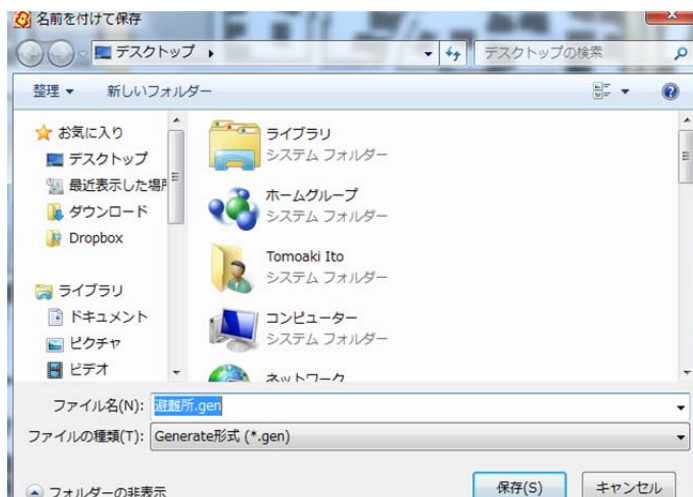 名前を付けて保存
デスクトップ
デスクトップの検索
整理
新しいフォルダー
お気に入り
デスクトップ
最近表示した場所
ダウンロード
Dropbox
ライブラリ
ドキュメント
ピクチャ
ビデオ
ライブラリ
システム フォルダー
ホームグループ
システム フォルダー
Tomoaki Ito
システム フォルダー
コンピューター
システム フォルダー
ネットワーク
ファイル名(N):
避難所.gen
ファイルの種類(T):
Generate形式 (*.gen)
フォルダーの非表示
保存(S)
キャンセル